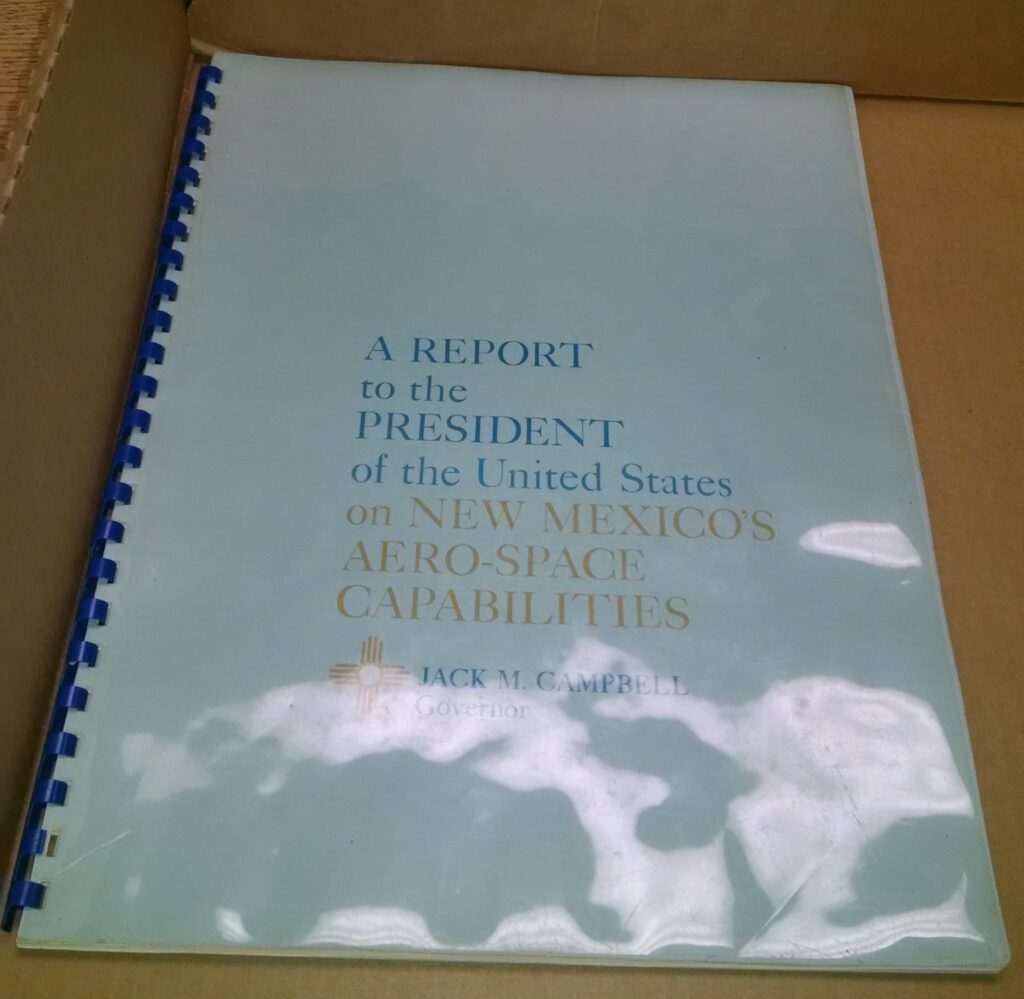 A REPORT
to the
PRESIDENT
of the United States
on NEW MEXICO'S
AERO-SPACE
CAPABILITIES
JACK M. CAMPBELL
Governor